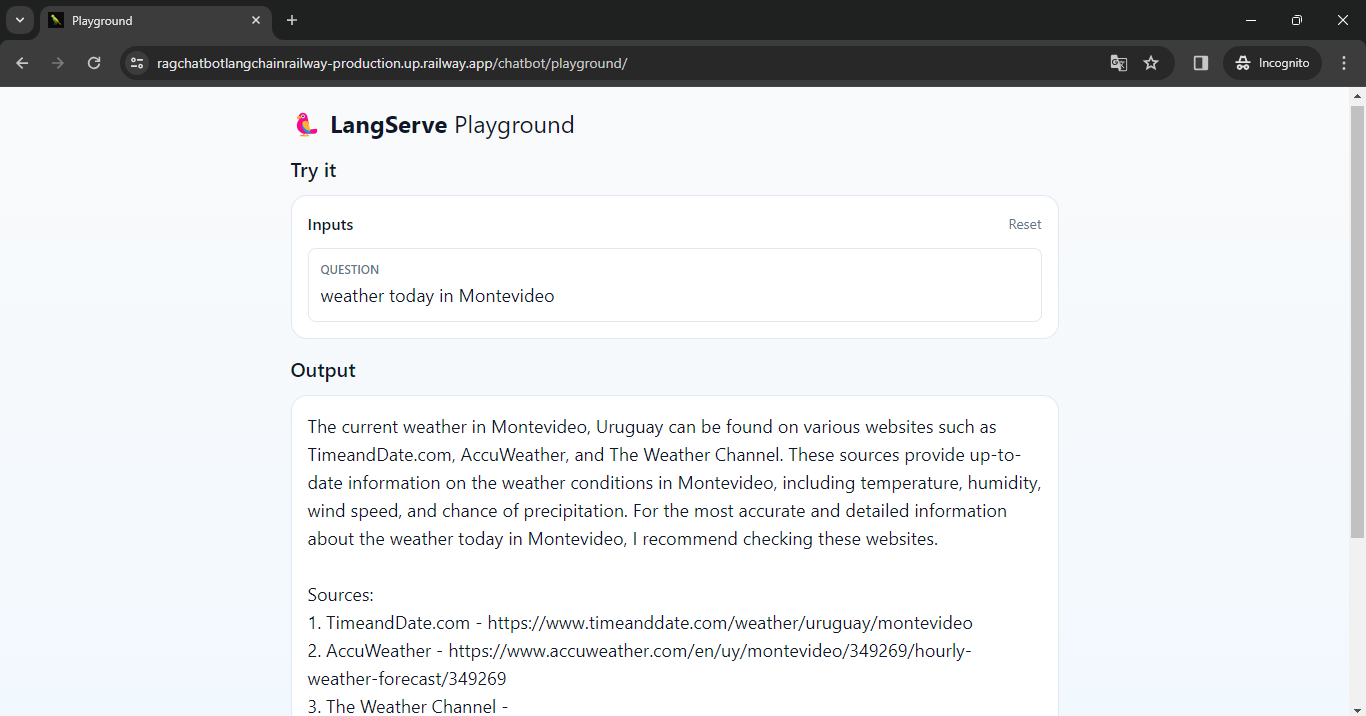 Playground
ragchatbotlangchainrailway-production.up.railway.app/chatbot/playground/
Incognito
LangServe Playground
Try it
Inputs
Reset
QUESTION
weather today in Montevideo
Output
The current weather in Montevideo, Uruguay can be found on various websites such as
TimeandDate.com, AccuWeather, and The Weather Channel. These sources provide up-to-
date information on the weather conditions in Montevideo, including temperature, humidity,
wind speed, and chance of precipitation. For the most accurate and detailed information
about the weather today in Montevideo, I recommend checking these websites.
Sources:
1. TimeandDate.com - https://www.timeanddate.com/weather/uruguay/montevideo
2. AccuWeather - https://www.accuweather.com/en/uy/montevideo/349269/hourly-
weather-forecast/349269
3. The Weather Channel -